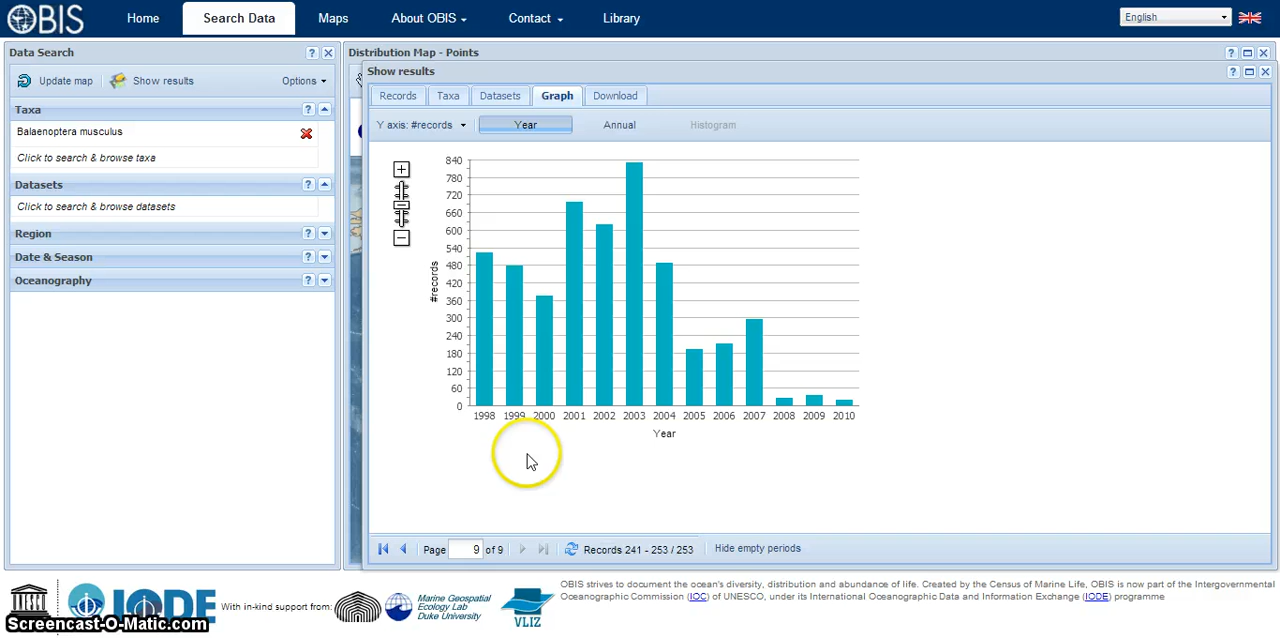 OBIS Home Search Data Maps About OBIS Contact Library English
Data Search ? Distribution Map - Points ?
Show results ?
Update map Show results Options
Records Taxa Datasets Graph Download
Taxa ?
Y axis: #records Year Annual Histogram
Balaenoptera musculus
Click to search & browse taxa
Datasets ?
Click to search & browse datasets
Region ?
Date & Season ?
Oceanography ?
840
780
720
660
600
540
480
420
360
300
240
180
120
60
0
#records
1998 1999 2000 2001 2002 2003 2004 2005 2006 2007 2008 2009 2010
Year
Page 9 of 9 Records 241 - 253 / 253 Hide empty periods
IODE
With in-kind support from:
Marine Geospatial
Ecology Lab
Duke University
VLIZ
OBIS strives to document the ocean's diversity, distribution and abundance of life. Created by the Census of Marine Life, OBIS is now part of the Intergovernmental
Oceanographic Commission (IOC) of UNESCO, under its International Oceanographic Data and Information Exchange (IODE) programme
Screencast-O-Matic.com